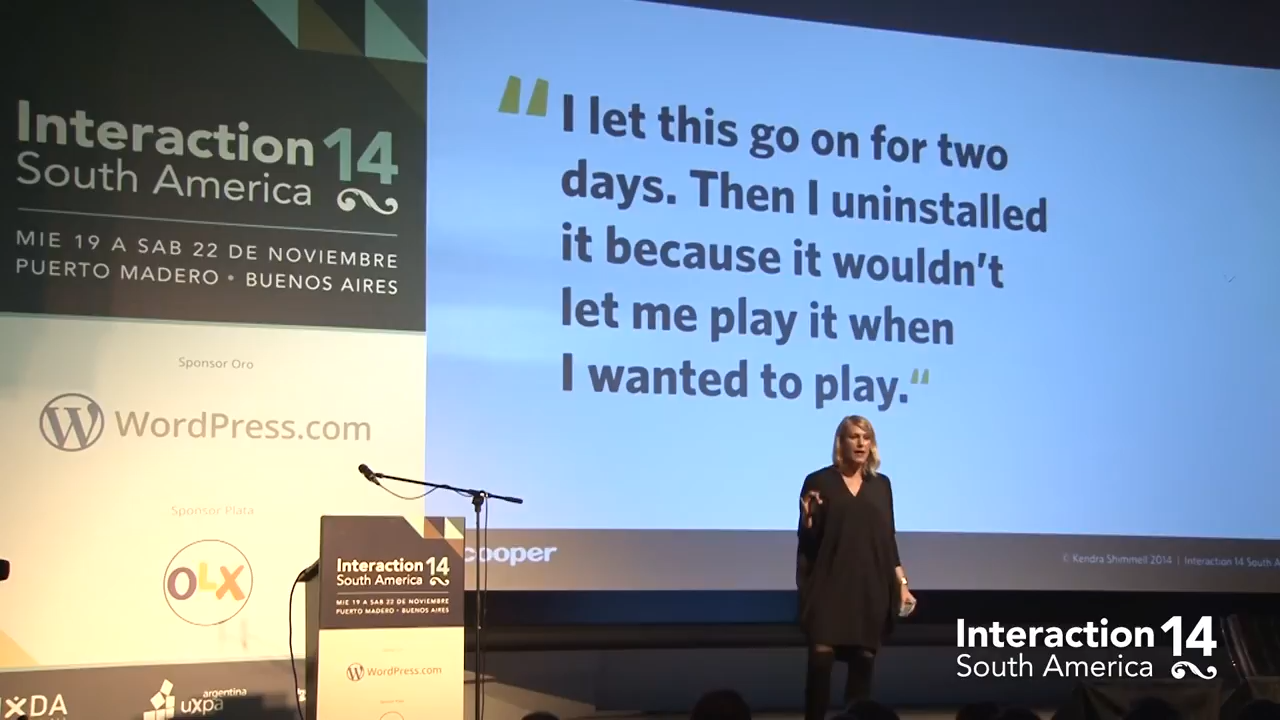 Interaction 14
South America
MIE 19 A SAB 22 DE NOVIEMBRE
PUERTO MADERO • BUENOS AIRES
Sponsor Oro
WordPress.com
Sponsor Plata
OLX
argentina
uxpa
“I let this go on for two
days. Then I uninstalled
it because it wouldn’t
let me play it when
I wanted to play.“
cooper
© Kendra Shimmell 2014 | Interaction 14 South A
Interaction 14
South America
MIE 19 A SAB 22 DE NOVIEMBRE
PUERTO MADERO • BUENOS AIRES
WordPress.com
Interaction 14
South America